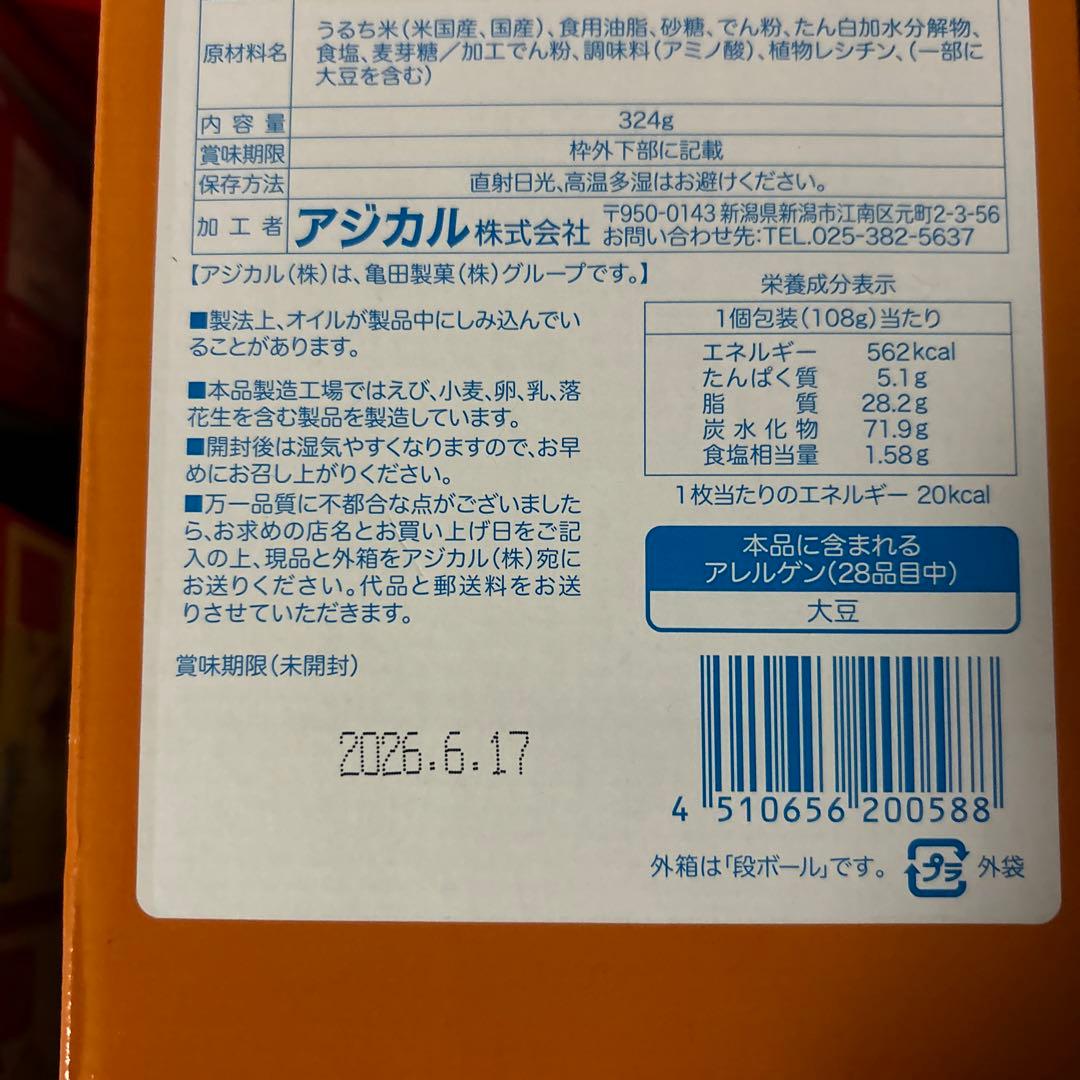 原材料名
うるち米(米国産、国産)、食用油脂、砂糖、でん粉、たん白加水分解物、
食塩、麦芽糖/加工でん粉、調味料(アミノ酸)、植物レシチン、(一部に
大豆を含む)
内容量 324g
賞味期限 枠外下部に記載
保存方法 直射日光、高温多湿はお避けください。
加工者 アジカル株式会社
〒950-0143 新潟県新潟市江南区元町2-3-56
お問い合わせ先:TEL.025-382-5637
【アジカル(株)は、亀田製菓(株)グループです。】
■製法上、オイルが製品中にしみ込んでい
ることがあります。
■本品製造工場ではえび、小麦、卵、乳、落
花生を含む製品を製造しています。
■開封後は湿気やすくなりますので、お早
めにお召し上がりください。
■万一品質に不都合な点がございました
ら、お求めの店名とお買い上げ日をご記
入の上、現品と外箱をアジカル(株)宛に
お送りください。代品と郵送料をお送
りさせていただきます。
栄養成分表示
1個包装(108g)当たり
エネルギー 562kcal
たんぱく質 5.1g
脂質 28.2g
炭水化物 71.9g
食塩相当量 1.58g
1枚当たりのエネルギー 20kcal
本品に含まれる
アレルゲン(28品目中)
大豆
賞味期限(未開封)
2026.6.17
4 510656 200588
外箱は「段ボール」です。 プラ 外袋